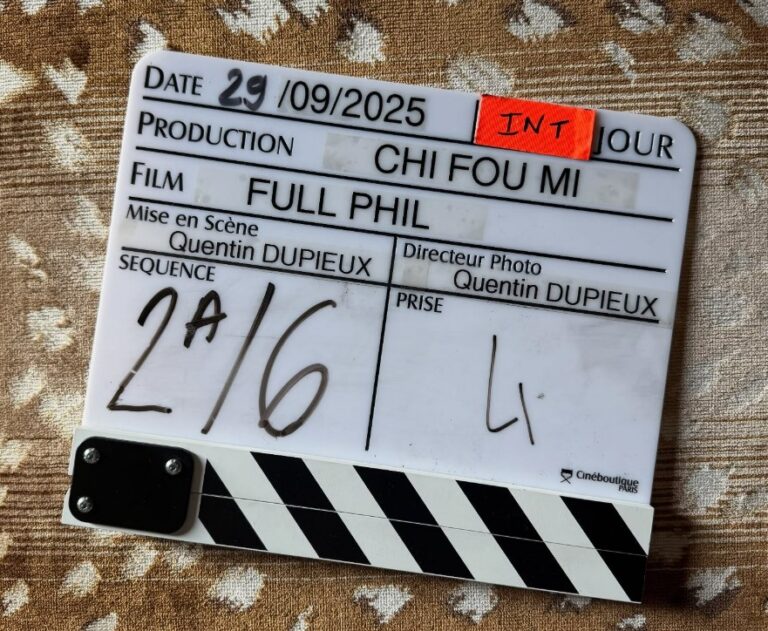 DATE 29 /09/2025 INT JOUR
PRODUCTION CHI FOU MI
FILM FULL PHIL
Mise en Scène
Quentin DUPIEUX
Directeur Photo
Quentin DUPIEUX
SEQUENCE
2A/6
PRISE
4
Cinéboutique
PARIS